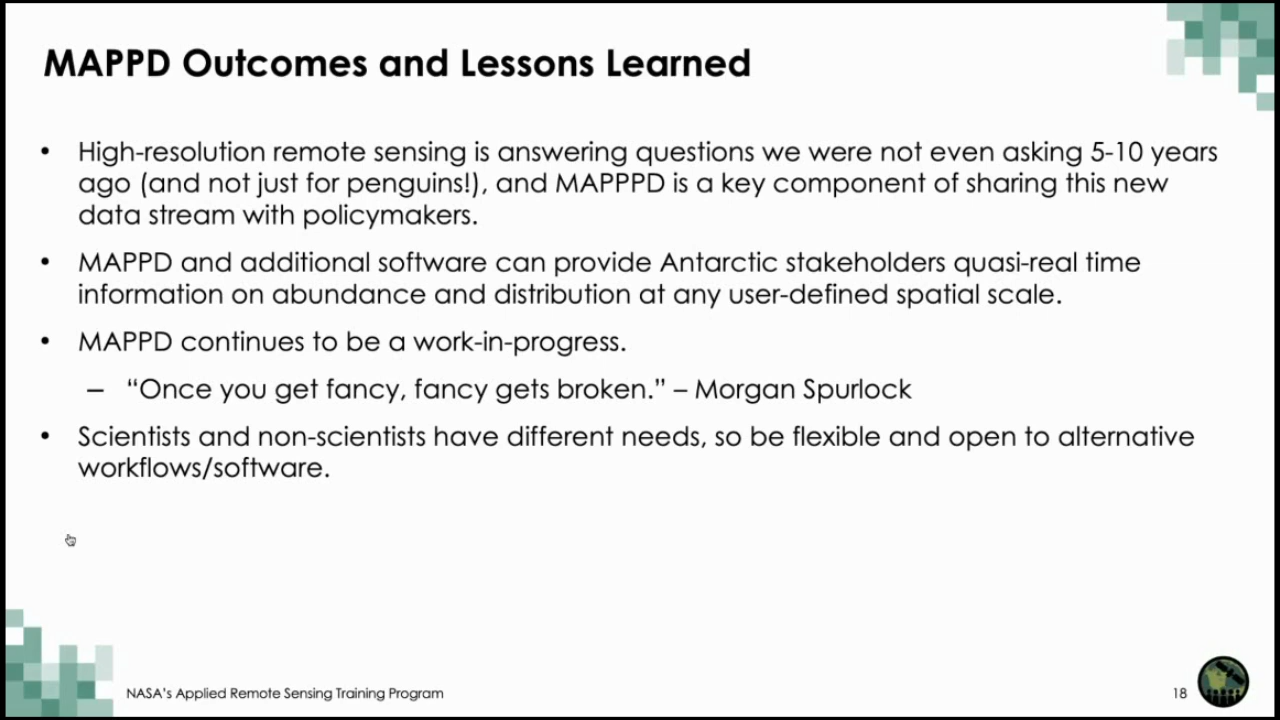 MAPPD Outcomes and Lessons Learned
• High-resolution remote sensing is answering questions we were not even asking 5-10 years
ago (and not just for penguins!), and MAPPPD is a key component of sharing this new
data stream with policymakers.
• MAPPD and additional software can provide Antarctic stakeholders quasi-real time
information on abundance and distribution at any user-defined spatial scale.
• MAPPD continues to be a work-in-progress.
– “Once you get fancy, fancy gets broken.” – Morgan Spurlock
• Scientists and non-scientists have different needs, so be flexible and open to alternative
workflows/software.
NASA’s Applied Remote Sensing Training Program
18